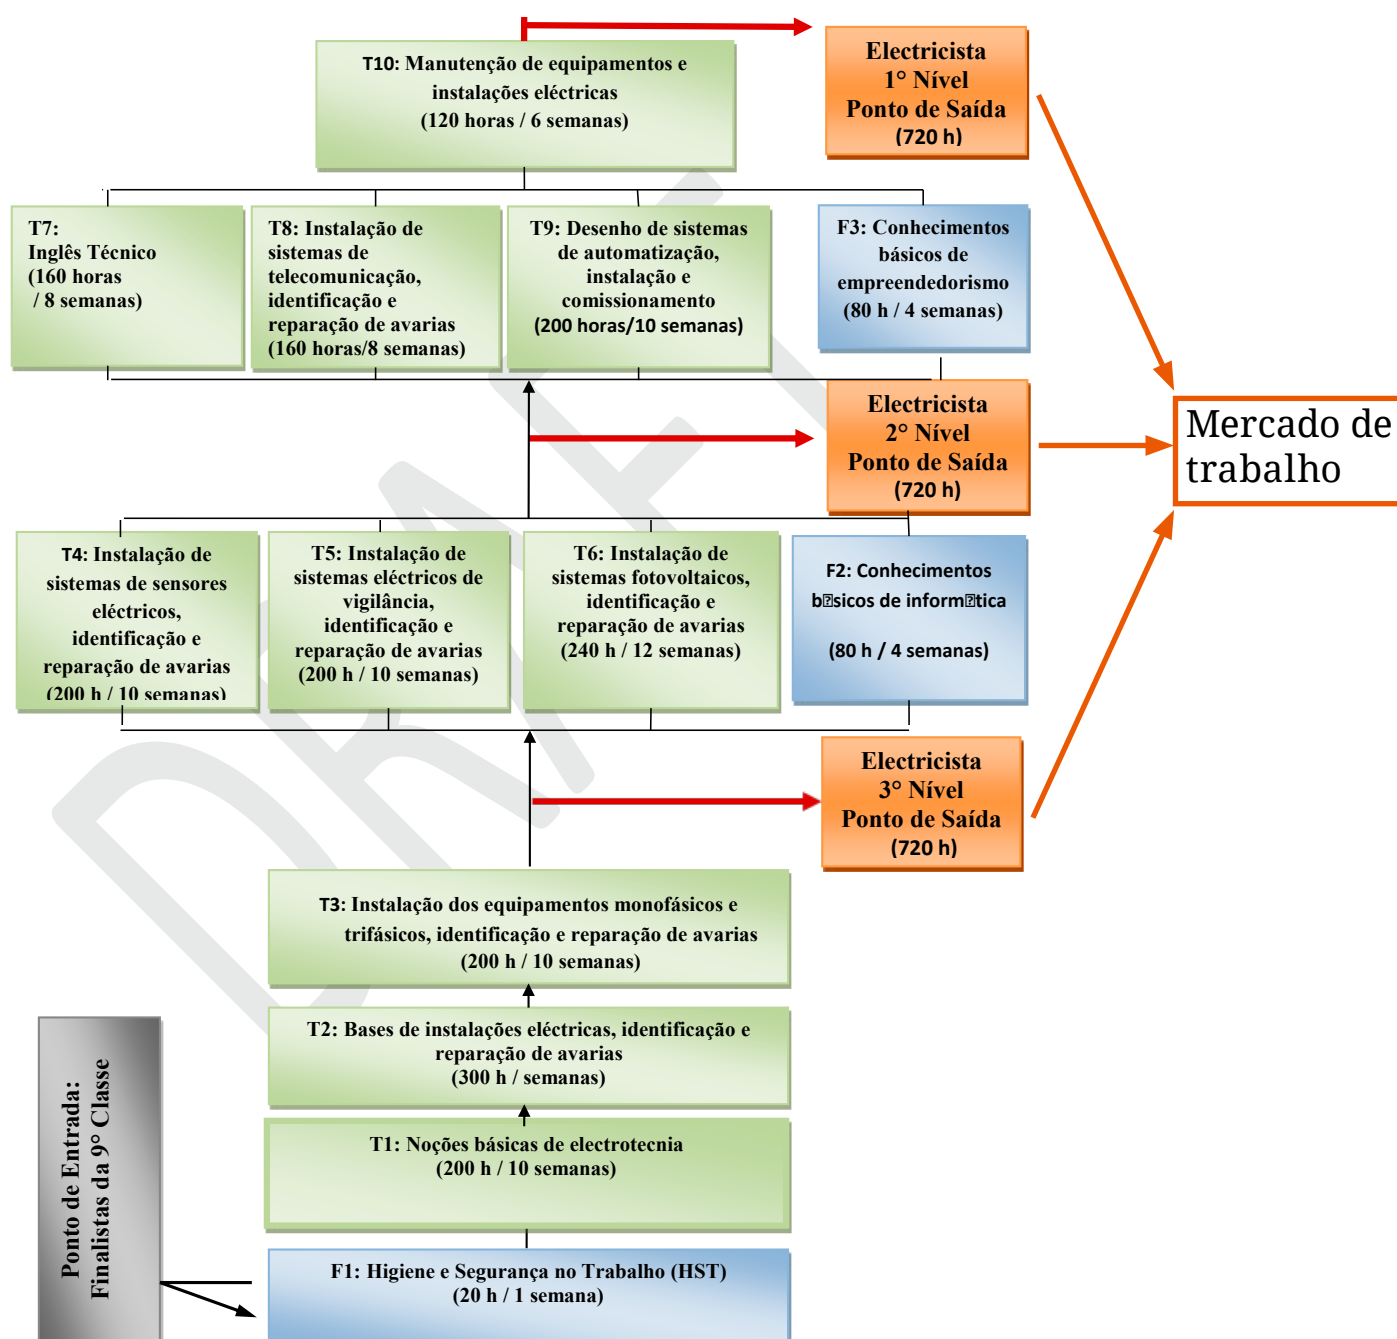 T10: Manutenção de equipamentos e
instalações eléctricas
(120 horas / 6 semanas)
Electricista
1° Nível
Ponto de Saída
(720 h)
T7:
Inglês Técnico
(160 horas
/ 8 semanas)
T8: Instalação de
sistemas de
telecomunicação,
identificação e
reparação de avarias
(160 horas/8 semanas)
T9: Desenho de sistemas
de automatização,
instalação e
comissionamento
(200 horas/10 semanas)
F3: Conhecimentos
básicos de
empreendedorismo
(80 h / 4 semanas)
Electricista
2° Nível
Ponto de Saída
(720 h)
Mercado de
trabalho
T4: Instalação de
sistemas de sensores
eléctricos,
identificação e
reparação de avarias
(200 h / 10 semanas)
T5: Instalação de
sistemas eléctricos de
vigilância,
identificação e
reparação de avarias
(200 h / 10 semanas)
T6: Instalação de
sistemas fotovoltaicos,
identificação e
reparação de avarias
(240 h / 12 semanas)
F2: Conhecimentos
b⍰sicos de inform⍰tica
(80 h / 4 semanas)
Electricista
3° Nível
Ponto de Saída
(720 h)
T3: Instalação dos equipamentos monofásicos e
trifásicos, identificação e reparação de avarias
(200 h / 10 semanas)
T2: Bases de instalações eléctricas, identificação e
reparação de avarias
(300 h / semanas)
T1: Noções básicas de electrotecnia
(200 h / 10 semanas)
F1: Higiene e Segurança no Trabalho (HST)
(20 h / 1 semana)
Ponto de Entrada:
Finalistas da 9° Classe
DRAFT